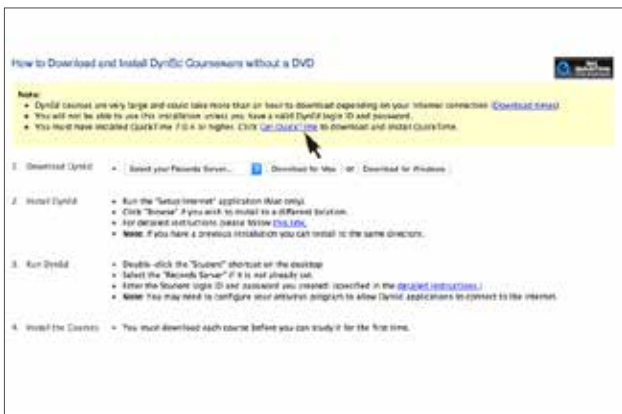 How to Download and Install DynEd Courseware without a DVD
Note:
• DynEd courses are very large and could take more than an hour to download depending on your internet connection (Download times)
• You will not be able to use this installation unless you have a valid DynEd login ID and password.
• You must have installed QuickTime 7.0.4 or higher. Click Get QuickTime to download and install QuickTime.
1. Download DynEd • Select your Records Server... Download for Mac or Download for Windows
2. Install DynEd • Run the "Setup Internet" application (Mac only).
• Click "Browse" if you wish to install to a different location.
• For detailed instructions please follow this link.
• Note: If you have a previous installation you can install to the same directory.
3. Run DynEd • Double-click the "Student" shortcut on the desktop
• Select the "Records Server" if it is not already set.
• Enter the Student login ID and password you created. (specified in the detailed instructions.)
• Note: You may need to configure your antivirus program to allow DynEd applications to connect to the internet.
4. Install the Courses • You must download each course before you can study it for the first time.